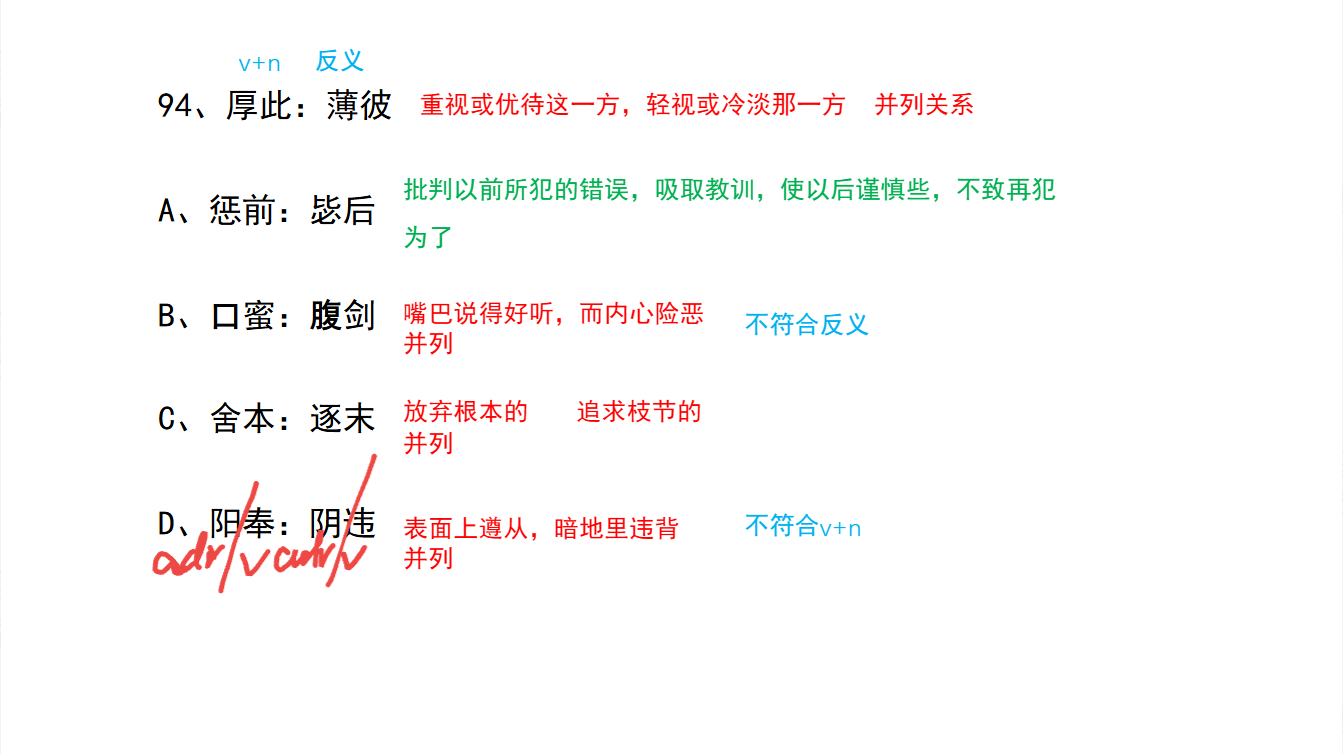 v+n 反义
94、厚此：薄彼 重视或优待这一方，轻视或冷淡那一方 并列关系
A、惩前：毖后 批判以前所犯的错误，吸取教训，使以后谨慎些，不致再犯
为了
B、口蜜：腹剑 嘴巴说得好听，而内心险恶 不符合反义
并列
C、舍本：逐末 放弃根本的 追求枝节的
并列
D、阳奉：阴违 表面上遵从，暗地里违背 不符合v+n
并列